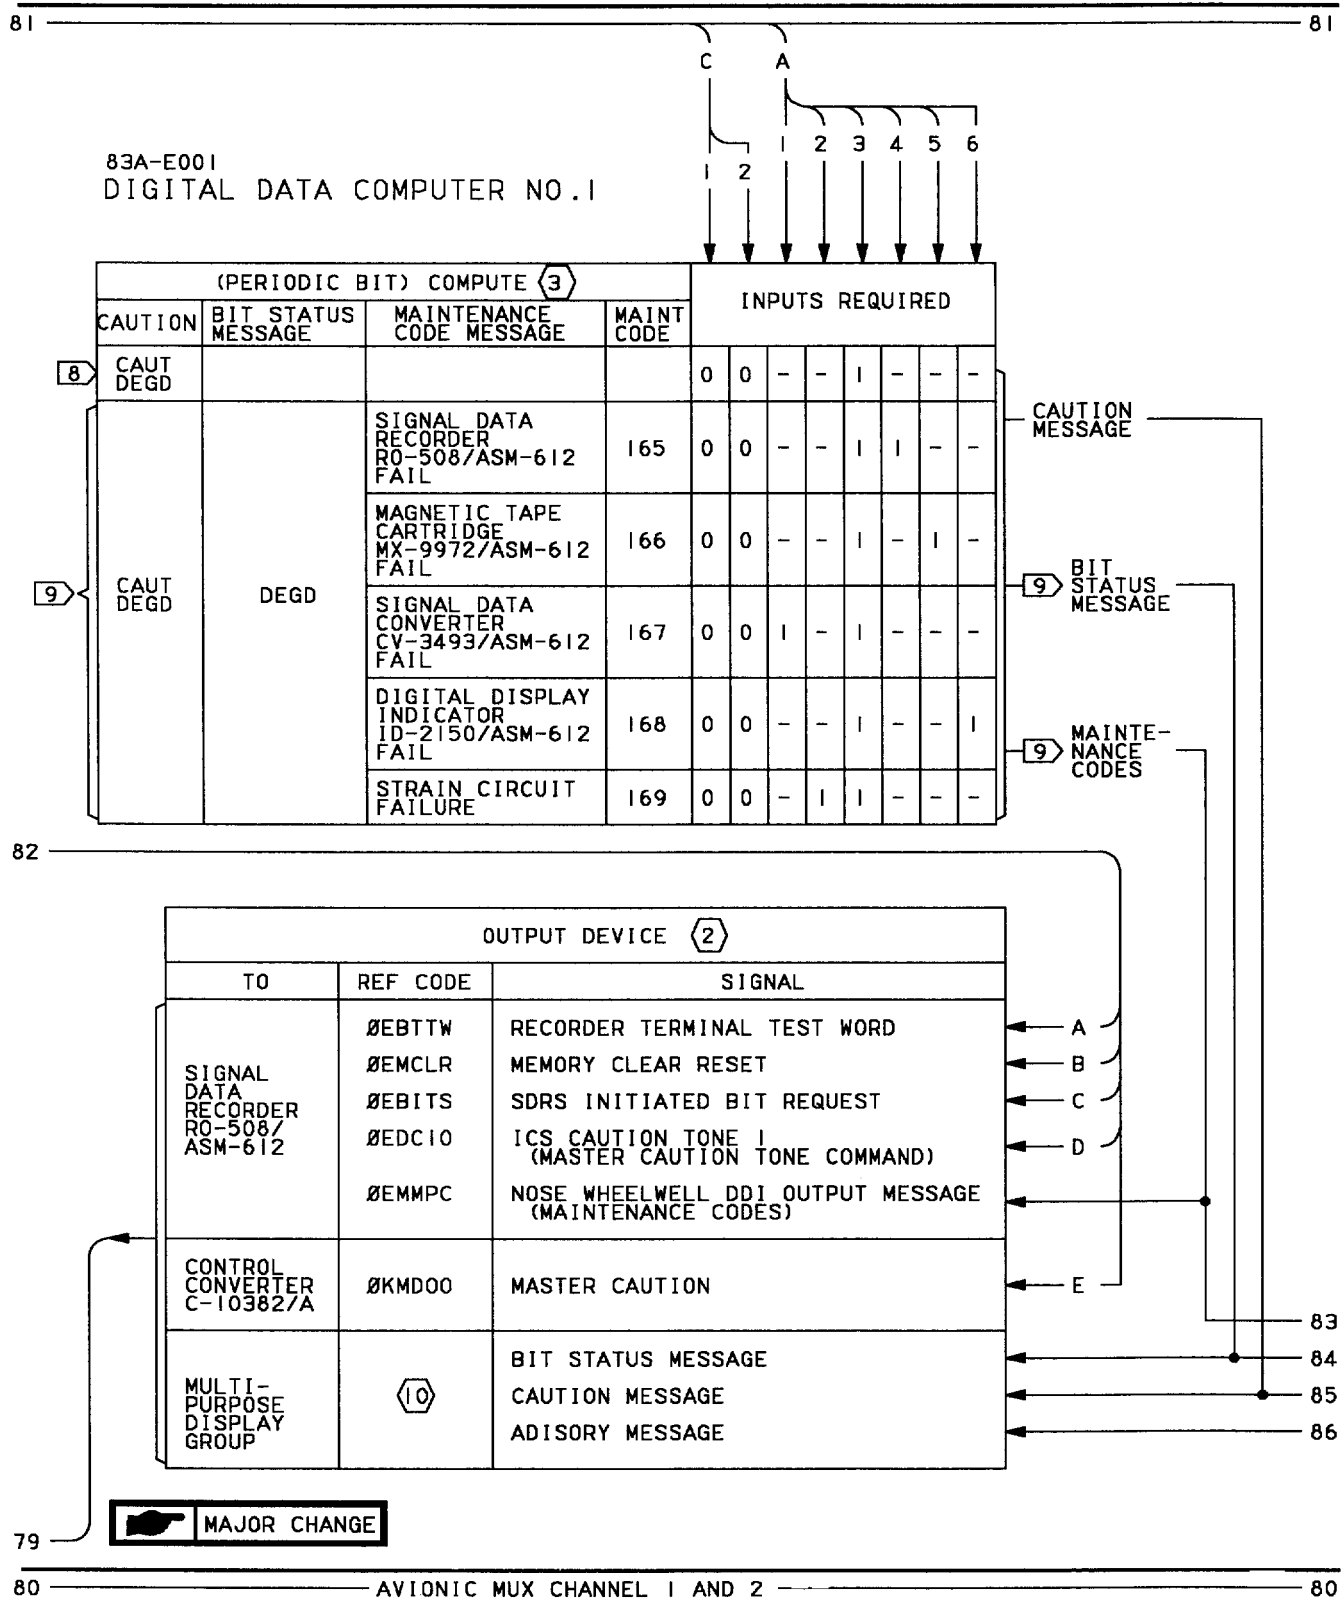 81 81
C A
1 2 3 4 5 6
1 2
83A-E001
DIGITAL DATA COMPUTER NO.1
(PERIODIC BIT) COMPUTE 3
INPUTS REQUIRED
CAUTION
BIT STATUS
MESSAGE
MAINTENANCE
CODE MESSAGE
MAINT
CODE
8
CAUT
DEGD
0 0 - - 1 - - -
9
CAUT
DEGD
DEGD
SIGNAL DATA
RECORDER
RO-508/ASM-612
FAIL
165 0 0 - - 1 1 - -
MAGNETIC TAPE
CARTRIDGE
MX-9972/ASM-612
FAIL
166 0 0 - - 1 - 1 -
SIGNAL DATA
CONVERTER
CV-3493/ASM-612
FAIL
167 0 0 1 - 1 - - -
DIGITAL DISPLAY
INDICATOR
ID-2150/ASM-612
FAIL
168 0 0 - - 1 - - 1
STRAIN CIRCUIT
FAILURE
169 0 0 - 1 1 - - -
CAUTION
MESSAGE
9
BIT
STATUS
MESSAGE
9
MAINTE-
NANCE
CODES
82
OUTPUT DEVICE 2
TO REF CODE SIGNAL
SIGNAL
DATA
RECORDER
RO-508/
ASM-612
ØEBTTW RECORDER TERMINAL TEST WORD A
ØEMCLR MEMORY CLEAR RESET B
ØEBITS SDRS INITIATED BIT REQUEST C
ØEDC10 ICS CAUTION TONE 1
(MASTER CAUTION TONE COMMAND) D
ØEMMPC NOSE WHEELWELL DDI OUTPUT MESSAGE
(MAINTENANCE CODES)
CONTROL
CONVERTER
C-10382/A
ØKMD00 MASTER CAUTION E
83
MULTI-
PURPOSE
DISPLAY
GROUP
10
BIT STATUS MESSAGE 84
CAUTION MESSAGE 85
ADISORY MESSAGE 86
MAJOR CHANGE
79
80 AVIONIC MUX CHANNEL 1 AND 2 80